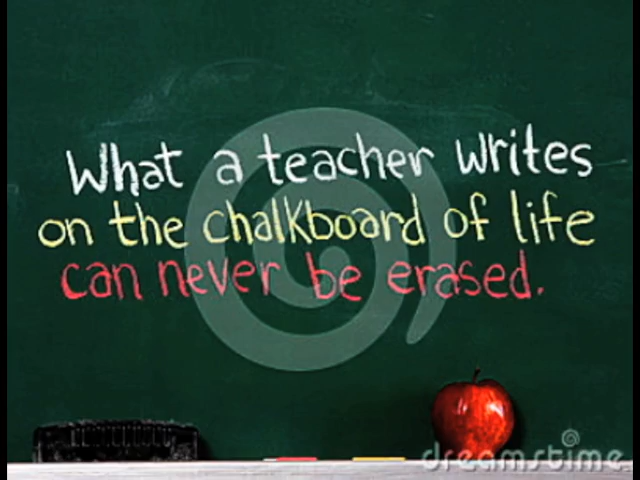 What a teacher writes
on the chalkboard of life
can never be erased.
dreamstime